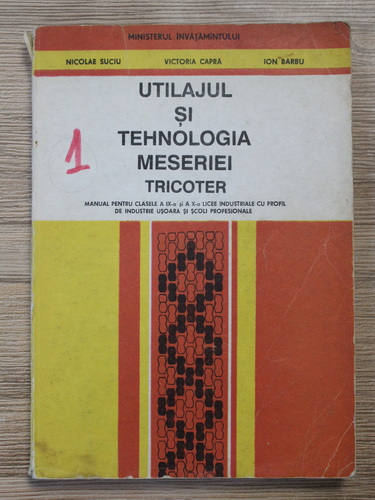 MINISTERUL ÎNVĂȚĂMÎNTULUI
NICOLAE SUCIU VICTORIA CAPRĂ ION BARBU
UTILAJUL
ȘI
TEHNOLOGIA
MESERIEI
TRICOTER
1
MANUAL PENTRU CLASELE A IX-a și A X-a LICEE INDUSTRIALE CU PROFIL
DE INDUSTRIE UȘOARĂ ȘI ȘCOLI PROFESIONALE